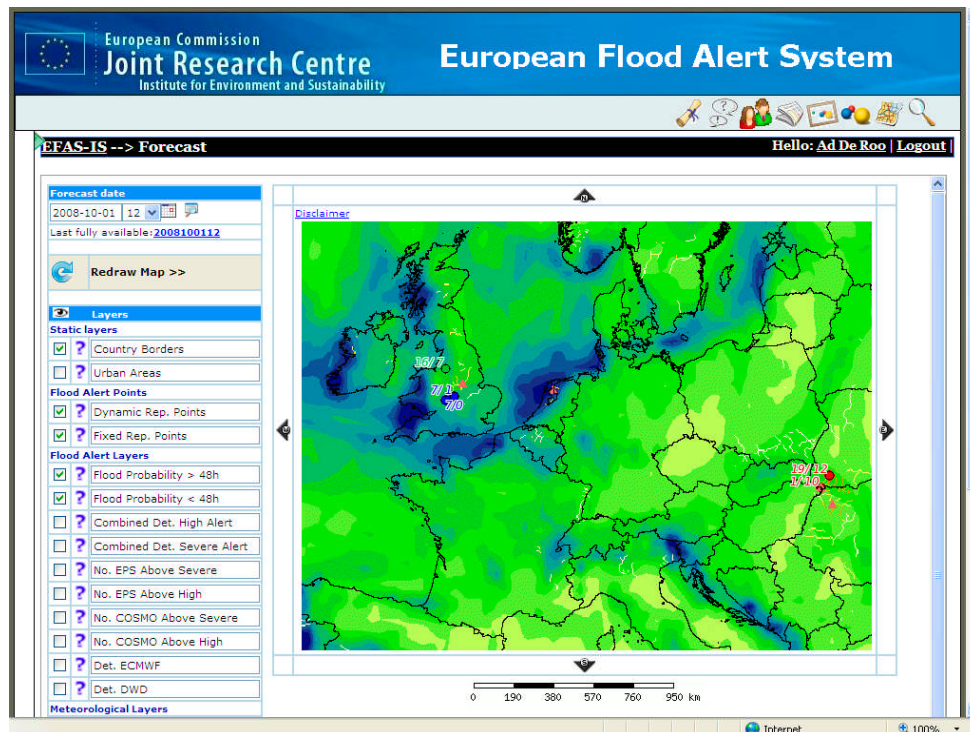 European Commission
Joint Research Centre
Institute for Environment and Sustainability
European Flood Alert System
EFAS-IS --> Forecast
Hello: Ad De Roo | Logout |
Forecast date
2008-10-01 12
Last fully available:2008100112
Redraw Map >>
Layers
Static layers
? Country Borders
? Urban Areas
Flood Alert Points
? Dynamic Rep. Points
? Fixed Rep. Points
Flood Alert Layers
? Flood Probability > 48h
? Flood Probability < 48h
? Combined Det. High Alert
? Combined Det. Severe Alert
? No. EPS Above Severe
? No. EPS Above High
? No. COSMO Above Severe
? No. COSMO Above High
? Det. ECMWF
? Det. DWD
Meteorological Layers
N
Disclaimer
16/ 7
7/ 1
7/0
19/ 12
1/ 10
E
S
0 190 380 570 760 950 km
Internet
100%